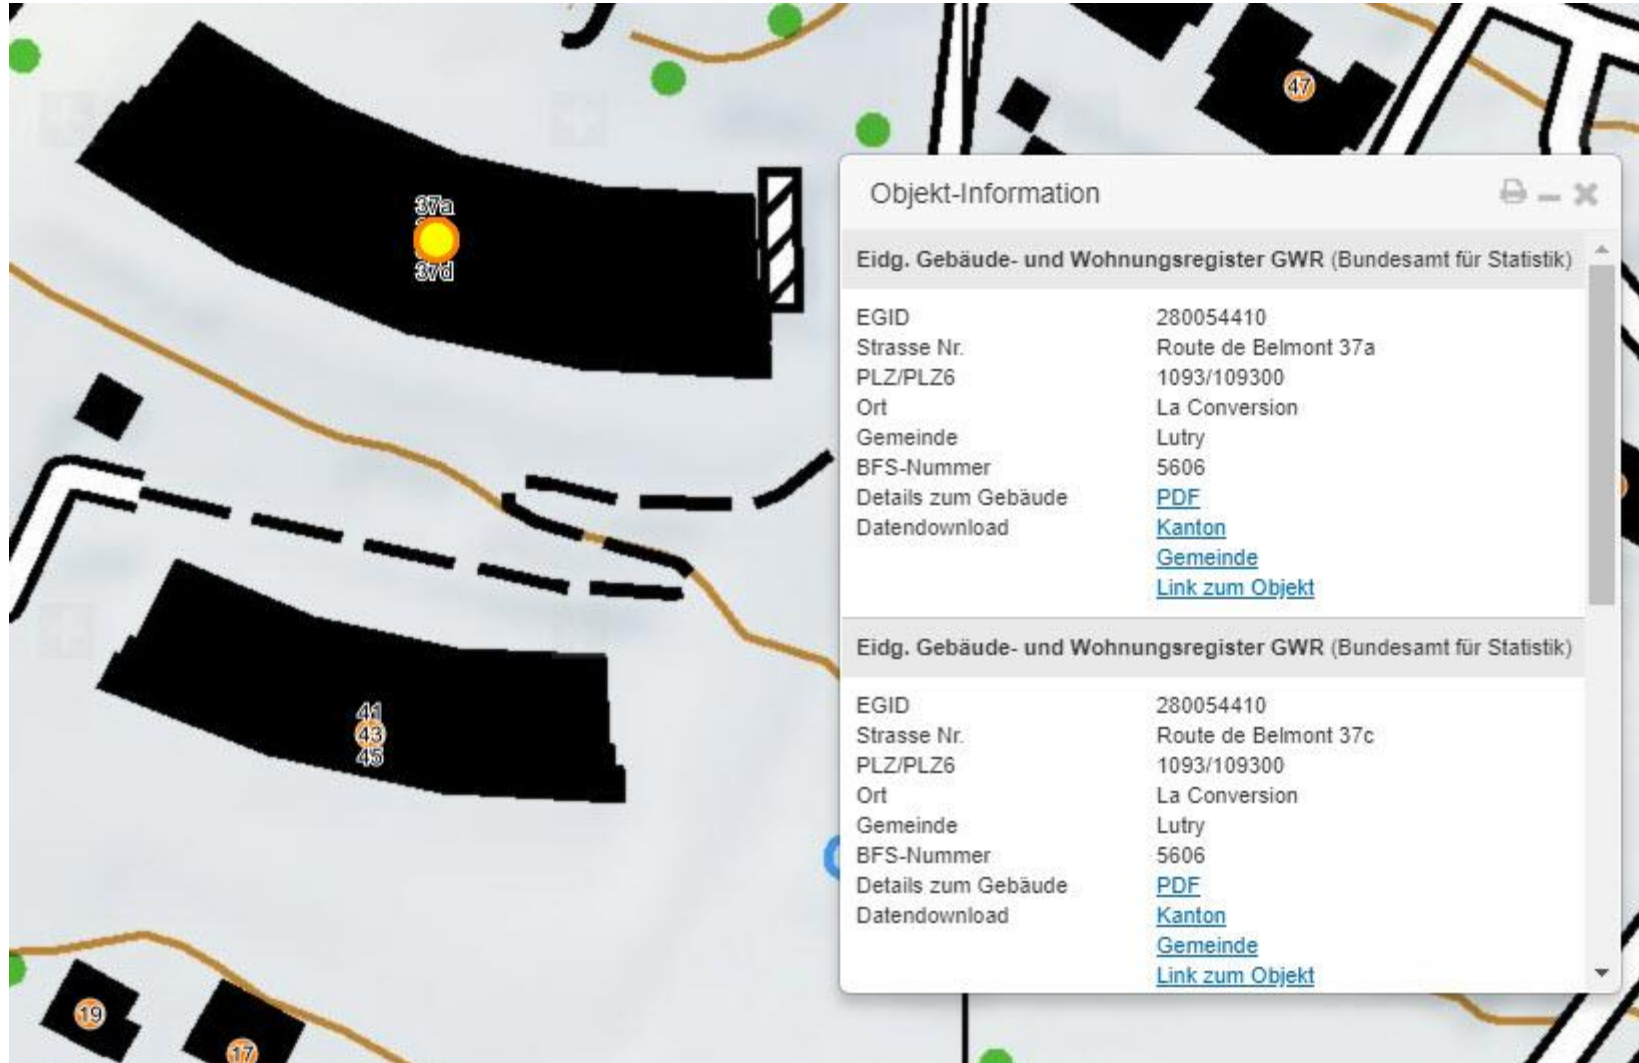 37a
37d
47
41
43
45
19
17
Objekt-Information
Eidg. Gebäude- und Wohnungsregister GWR (Bundesamt für Statistik)
EGID 280054410
Strasse Nr. Route de Belmont 37a
PLZ/PLZ6 1093/109300
Ort La Conversion
Gemeinde Lutry
BFS-Nummer 5606
Details zum Gebäude PDF
Datendownload Kanton
Gemeinde
Link zum Objekt
Eidg. Gebäude- und Wohnungsregister GWR (Bundesamt für Statistik)
EGID 280054410
Strasse Nr. Route de Belmont 37c
PLZ/PLZ6 1093/109300
Ort La Conversion
Gemeinde Lutry
BFS-Nummer 5606
Details zum Gebäude PDF
Datendownload Kanton
Gemeinde
Link zum Objekt